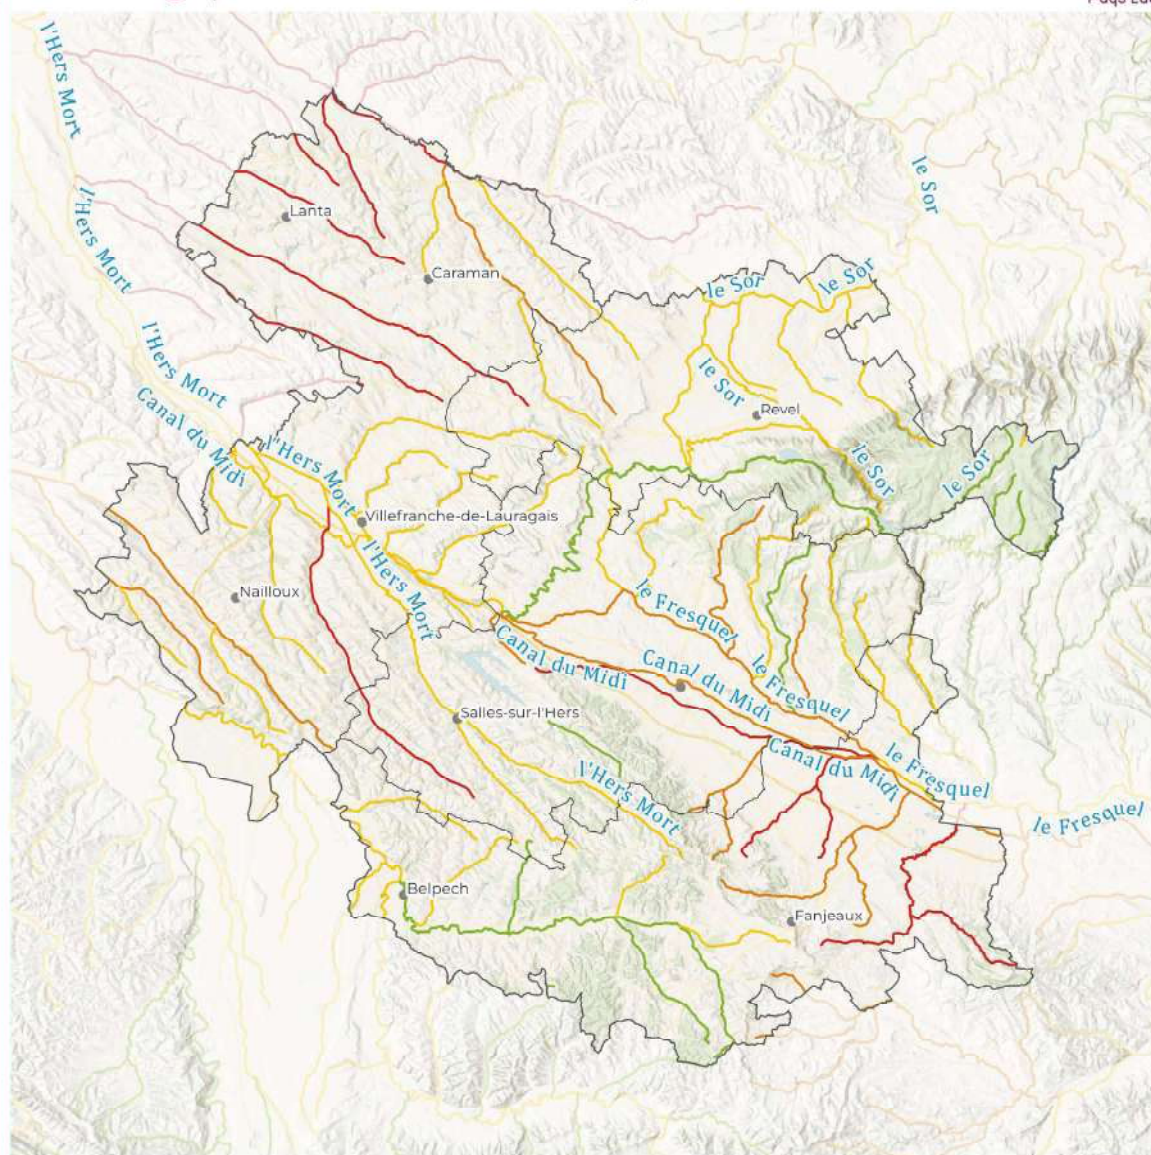 l'Hers Mort
le Sor
l'Hers Mort
Lanta
Caraman
le Sor
le Sor
l'Hers Mort
Canal du Midi
le Sor
Revel
l'Hers Mort
le Sor
le Sor
Villefranche-de-Lauragais
l'Hers Mort
Nailloux
le Fresquel
Canal du Midi
Canal du Midi
le Fresquel
Salles-sur-l'Hers
Canal du Midi
le Fresquel
l'Hers Mort
le Fresquel
Belpech
Fanjeaux